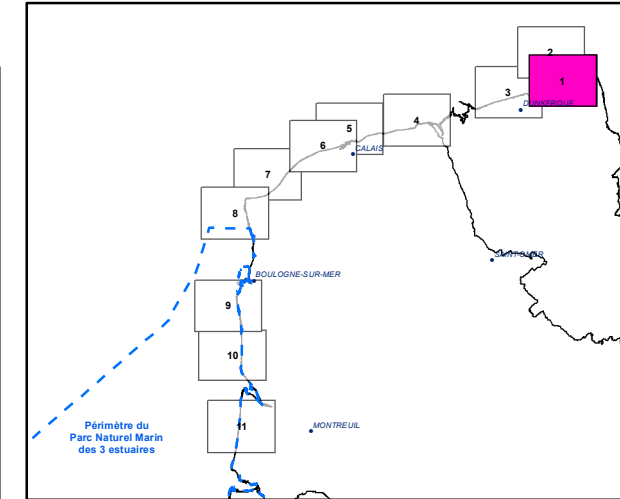 2
1
3
DUNKERQUE
4
5
6
CALAIS
7
8
SAINT-OMER
BOULOGNE-SUR-MER
9
10
11
MONTREUIL
Périmètre du
Parc Naturel Marin
des 3 estuaires